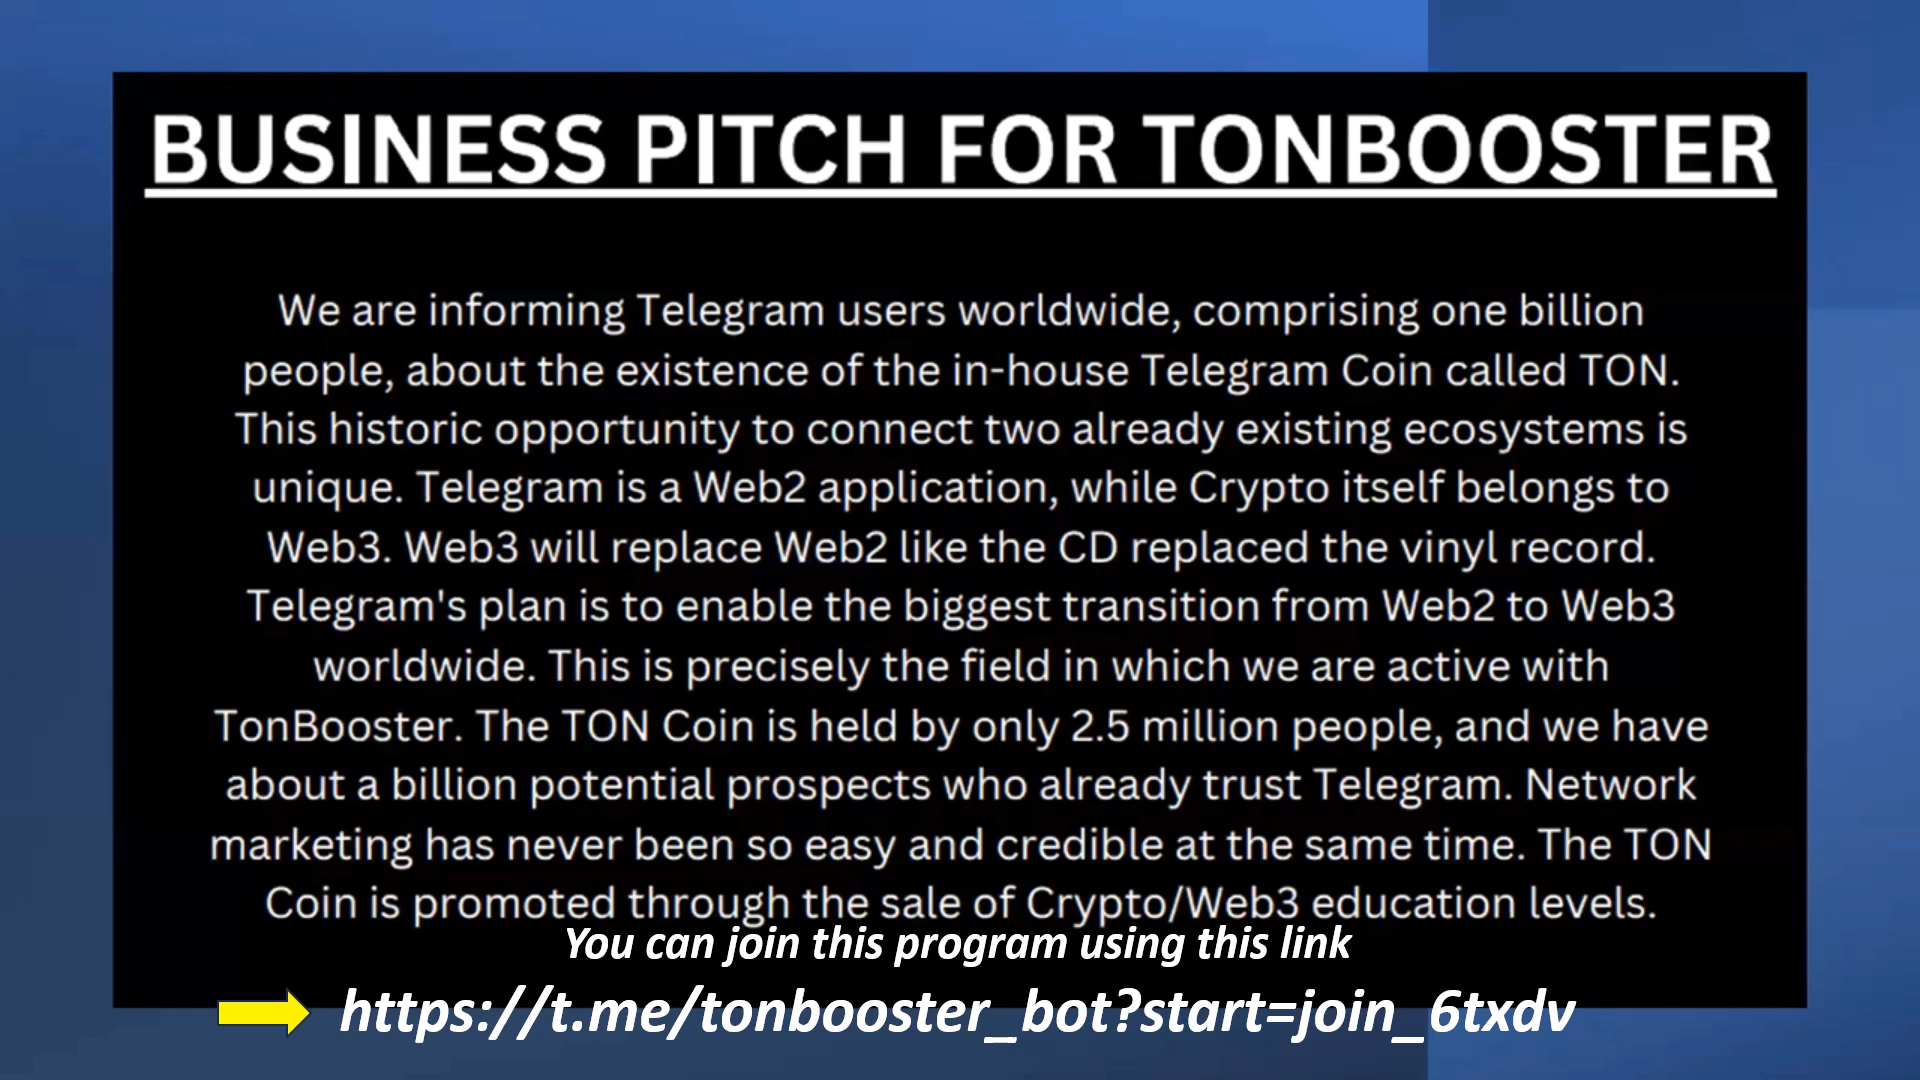 BUSINESS PITCH FOR TONBOOSTER
We are informing Telegram users worldwide, comprising one billion
people, about the existence of the in-house Telegram Coin called TON.
This historic opportunity to connect two already existing ecosystems is
unique. Telegram is a Web2 application, while Crypto itself belongs to
Web3. Web3 will replace Web2 like the CD replaced the vinyl record.
Telegram's plan is to enable the biggest transition from Web2 to Web3
worldwide. This is precisely the field in which we are active with
TonBooster. The TON Coin is held by only 2.5 million people, and we have
about a billion potential prospects who already trust Telegram. Network
marketing has never been so easy and credible at the same time. The TON
Coin is promoted through the sale of Crypto/Web3 education levels.
You can join this program using this link
https://t.me/tonbooster_bot?start=join_6txdv